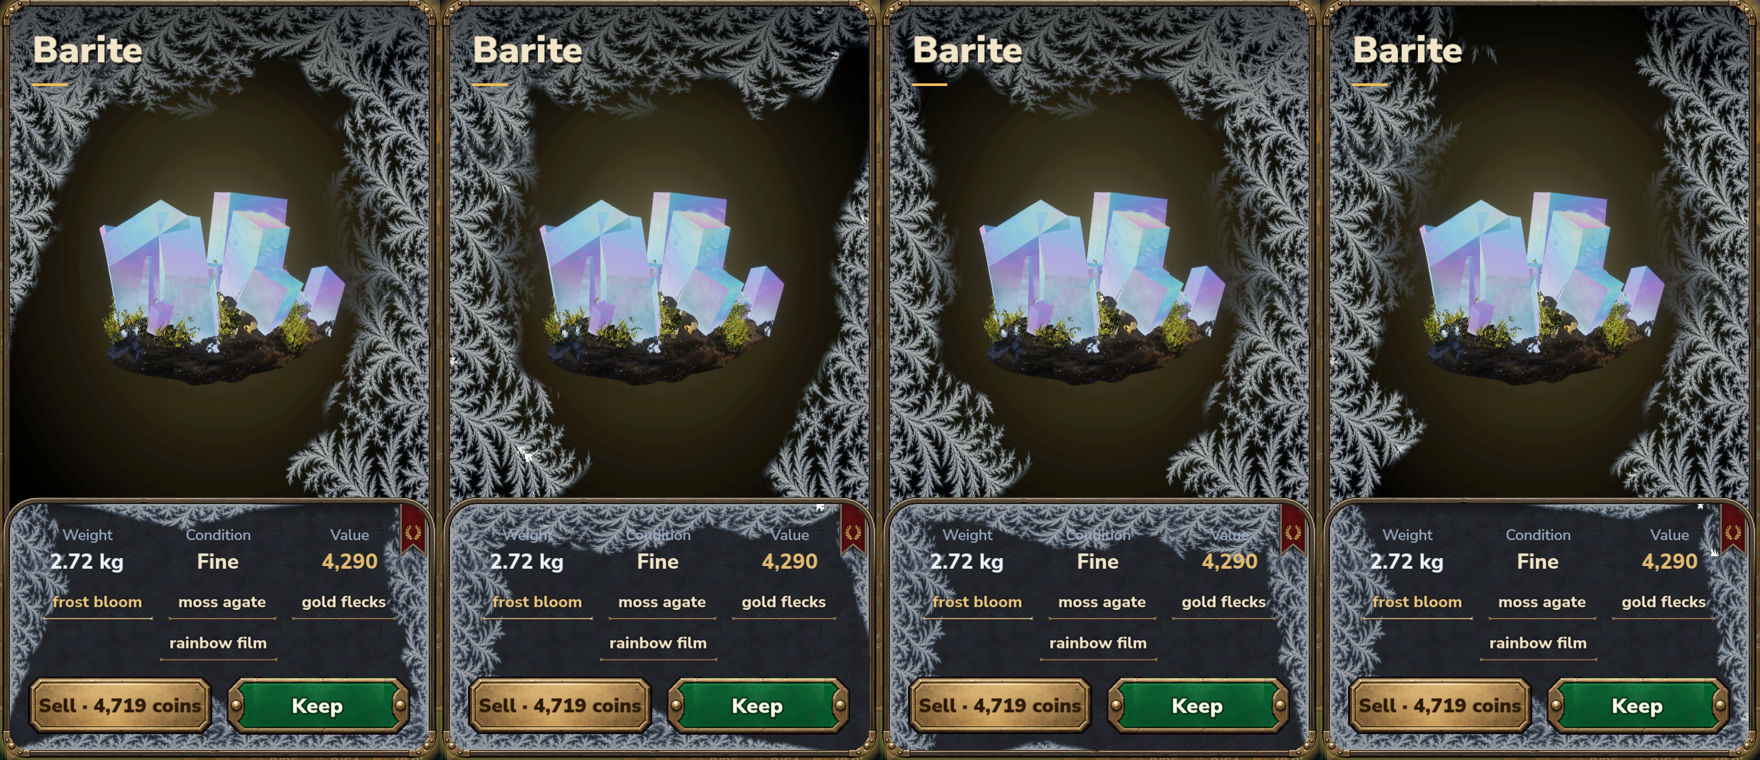 Barite
Weight Condition Value
2.72 kg Fine 4,290
frost bloom moss agate gold flecks
rainbow film
Sell · 4,719 coins Keep
Barite
Weight Condition Value
2.72 kg Fine 4,290
frost bloom moss agate gold flecks
rainbow film
Sell · 4,719 coins Keep
Barite
Weight Condition Value
2.72 kg Fine 4,290
frost bloom moss agate gold flecks
rainbow film
Sell · 4,719 coins Keep
Barite
Weight Condition Value
2.72 kg Fine 4,290
frost bloom moss agate gold flecks
rainbow film
Sell · 4,719 coins Keep